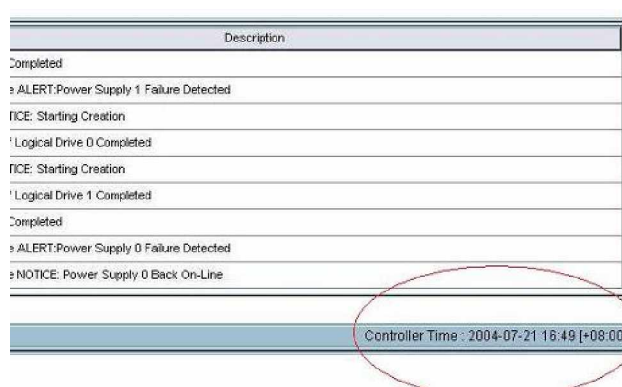 Description
Completed
e ALERT:Power Supply 1 Failure Detected
TICE: Starting Creation
f Logical Drive 0 Completed
TICE: Starting Creation
f Logical Drive 1 Completed
Completed
e ALERT:Power Supply 0 Failure Detected
e NOTICE: Power Supply 0 Back On-Line
Controller Time : 2004-07-21 16:49 [+08:00